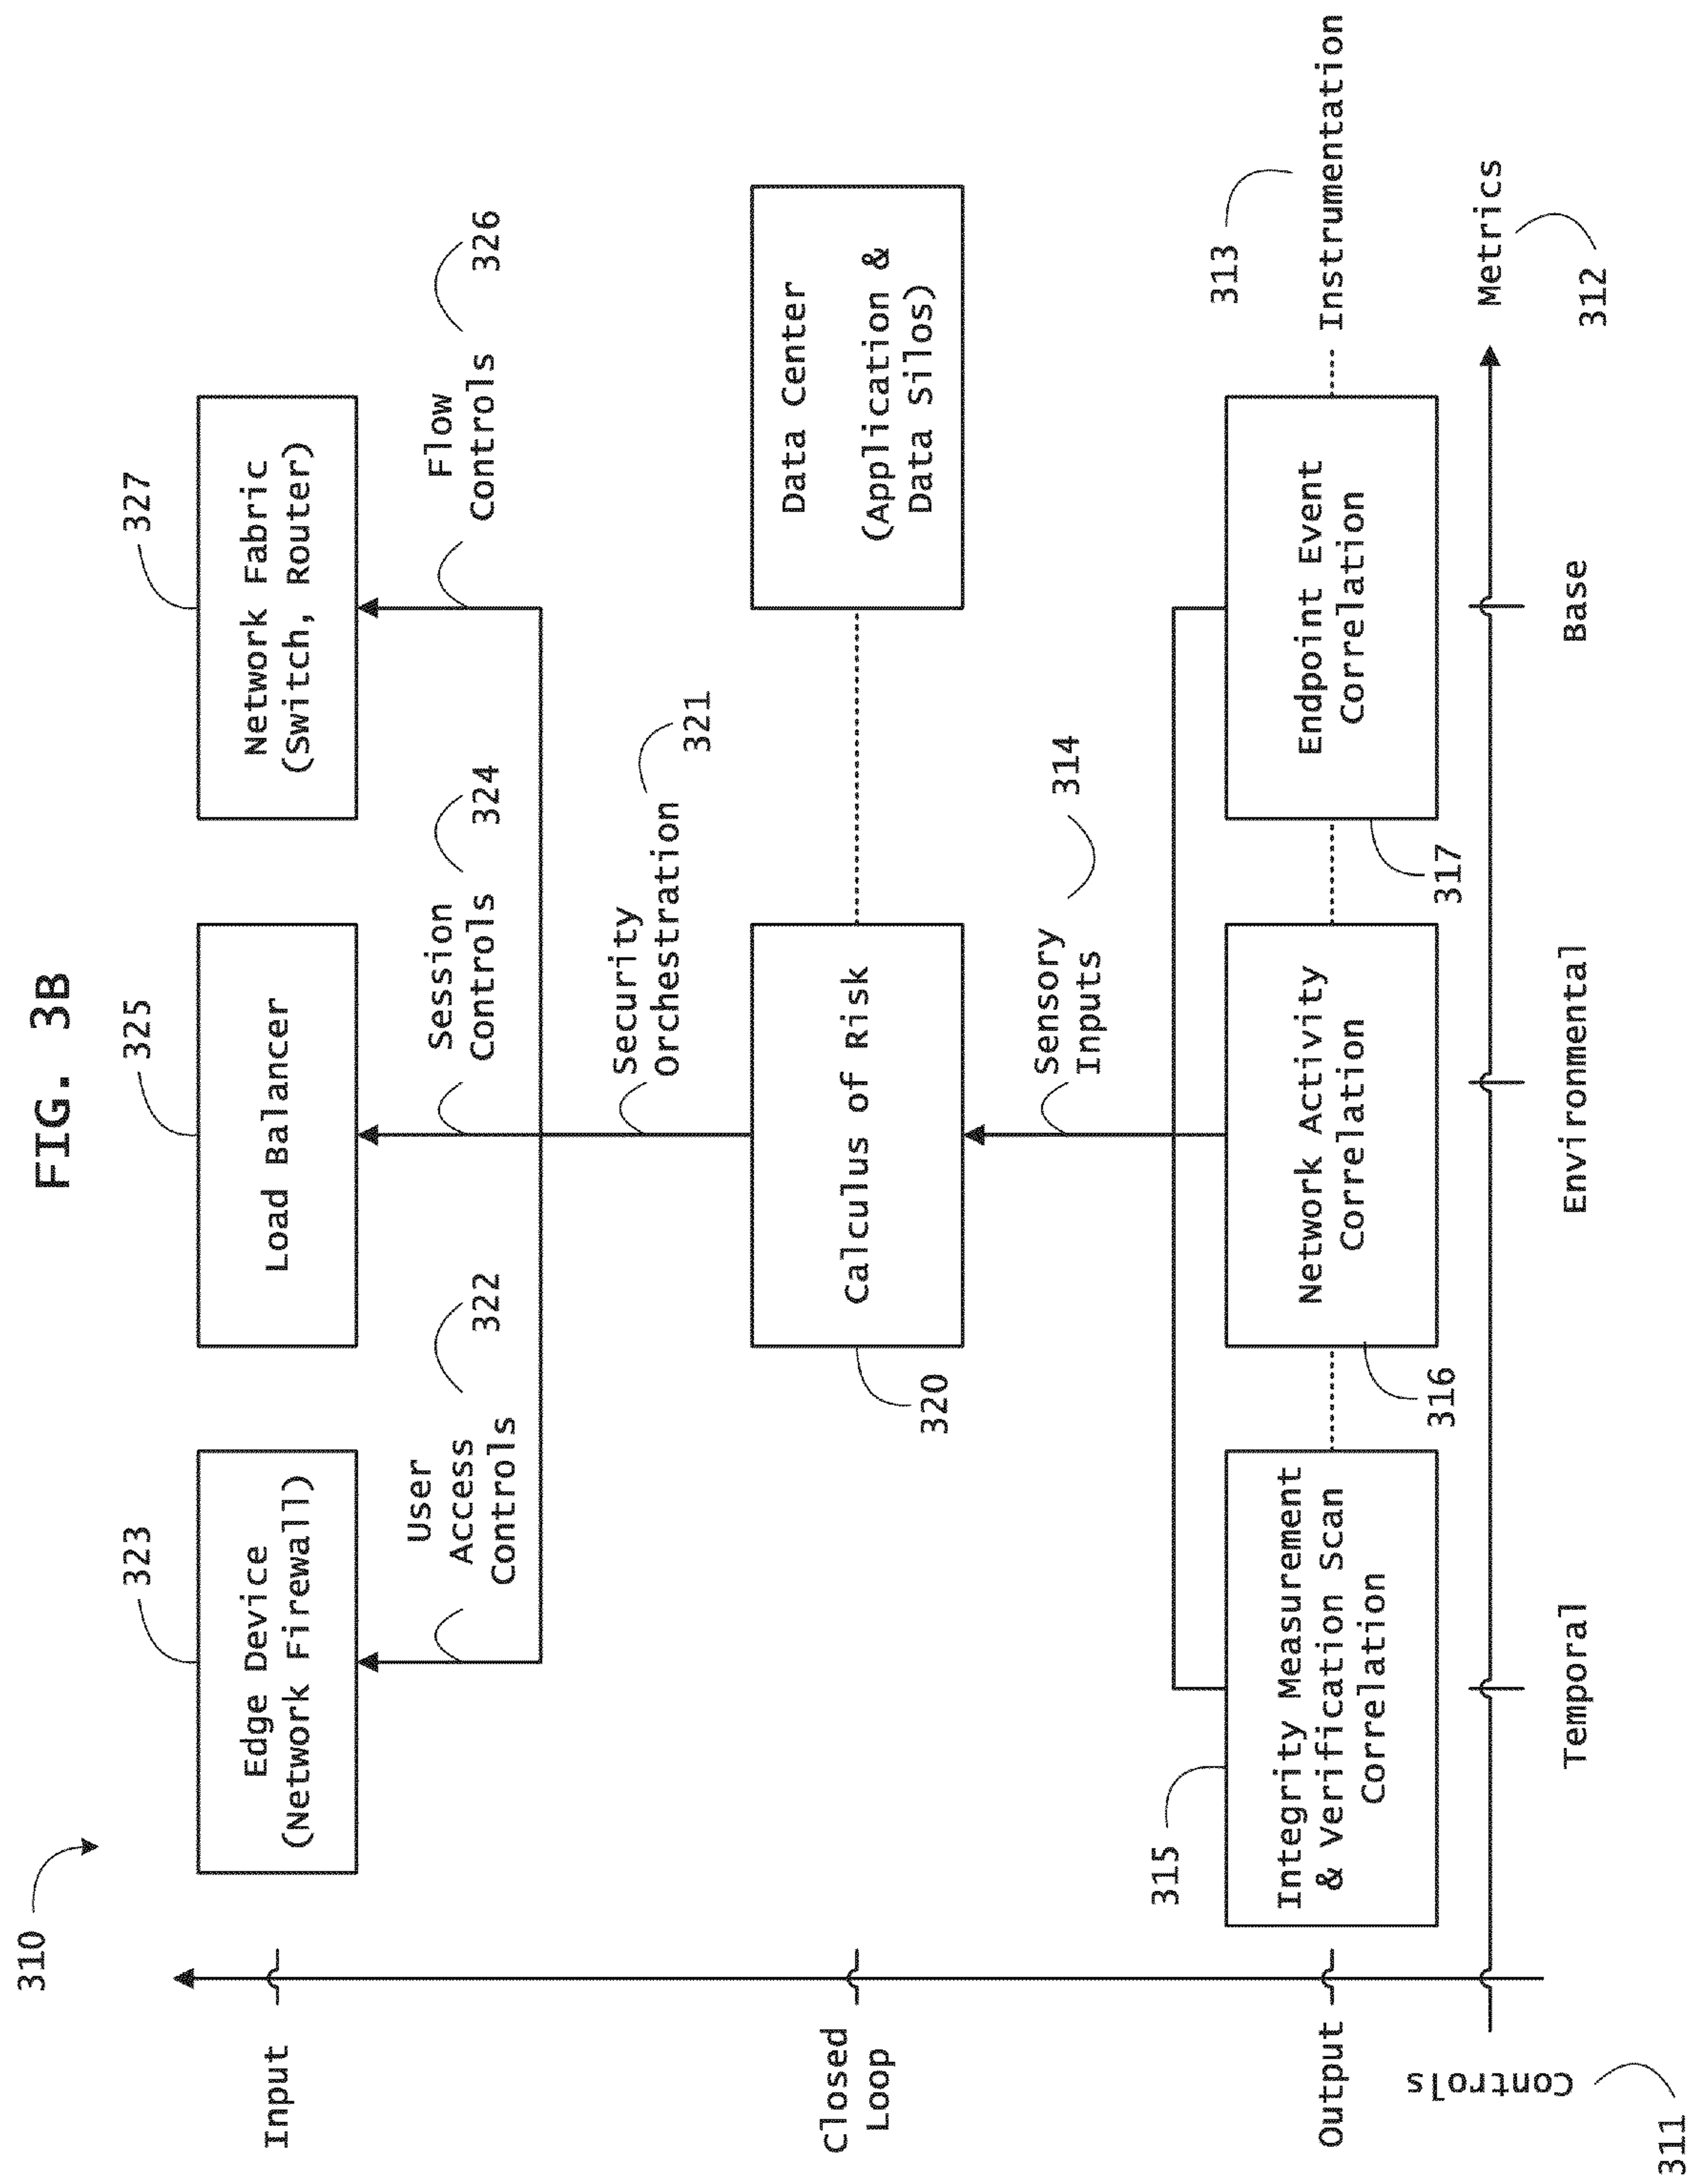 FIG. 3B
310
323
325
327
Edge Device
(Network Firewall)
Load Balancer
Network Fabric
(Switch, Router)
Input
User
Access
Controls
322
Session
Controls
324
Flow
Controls
326
Security
Orchestration
321
Closed
Loop
Calculus of Risk
320
Data Center
(Application &
Data Silos)
Sensory
Inputs
314
315
313
Output
Integrity Measurement
& Verification Scan
Correlation
316
Network Activity
Correlation
317
Endpoint Event
Correlation
Instrumentation
Controls
311
Metrics
312
Temporal
Environmental
Base